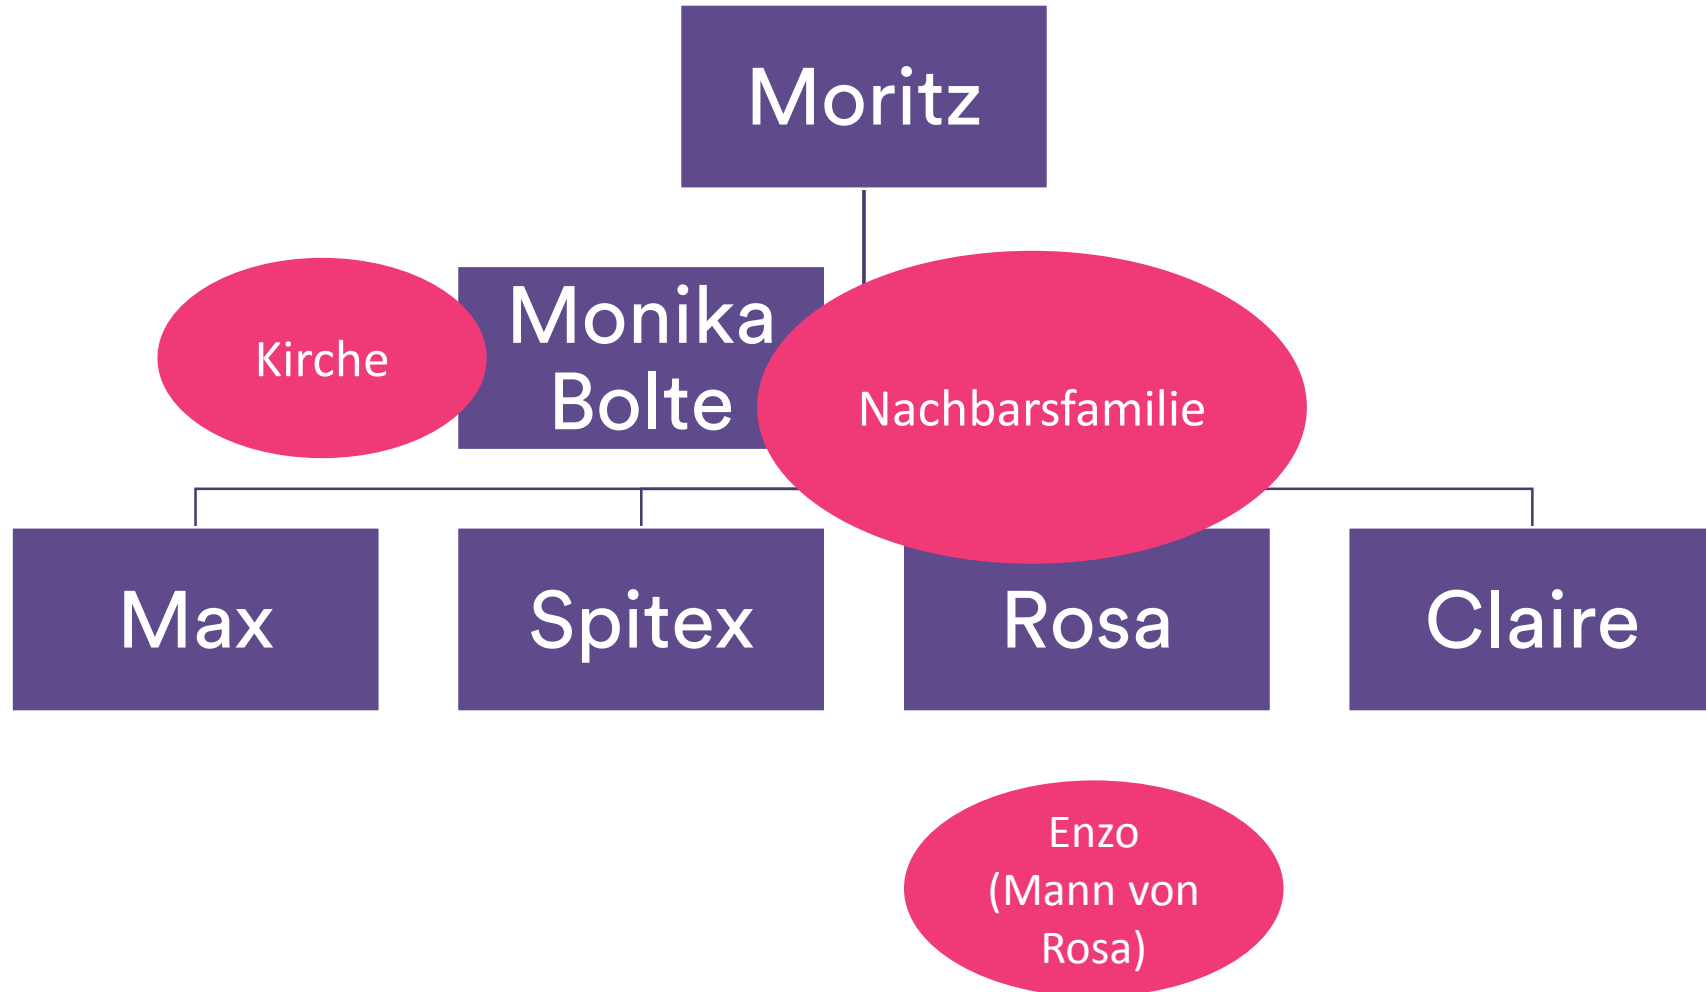 Moritz
Kirche
Monika
Bolte
Nachbarsfamilie
Max
Spitex
Rosa
Claire
Enzo
(Mann von
Rosa)